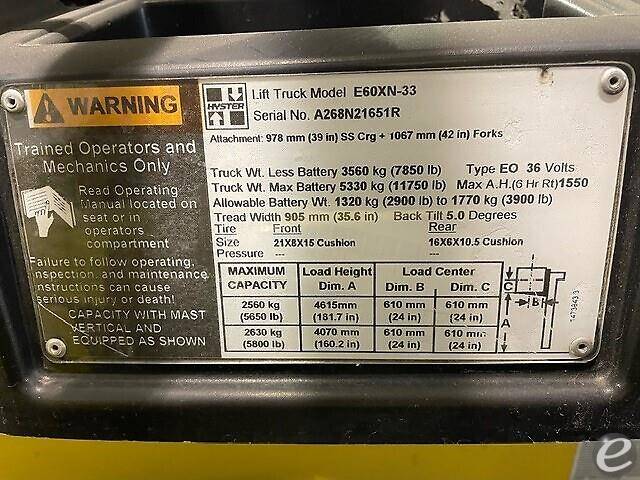 WARNING
Trained Operators and
Mechanics Only
Read Operating
Manual located on
seat or in
operators
compartment
Failure to follow operating,
inspection, and maintenance
instructions can cause
serious injury or death!
CAPACITY WITH MAST
VERTICAL AND
EQUIPPED AS SHOWN
HYSTER
Lift Truck Model E60XN-33
Serial No. A268N21651R
Attachment: 978 mm (39 in) SS Crg + 1067 mm (42 in) Forks
Truck Wt. Less Battery 3560 kg (7850 lb) Type EO 36 Volts
Truck Wt. Max Battery 5330 kg (11750 lb) Max A.H.(6 Hr Rt)1550
Allowable Battery Wt. 1320 kg (2900 lb) to 1770 kg (3900 lb)
Tread Width 905 mm (35.6 in) Back Tilt 5.0 Degrees
Tire Front Rear
Size 21X8X15 Cushion 16X6X10.5 Cushion
Pressure --- ---
MAXIMUM Load Height Load Center
CAPACITY Dim. A Dim. B Dim. C
2560 kg 4615mm 610 mm 610 mm
(5650 lb) (181.7 in) (24 in) (24 in)
2630 kg 4070 mm 610 mm 610 mm
(5800 lb) (160.2 in) (24 in) (24 in)
C
B
A
e